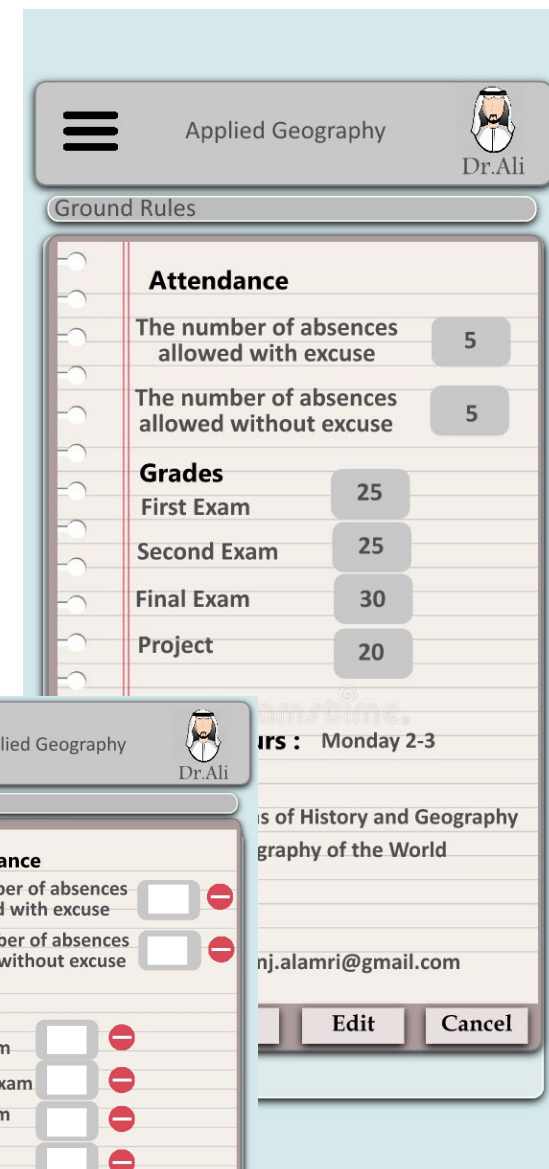 Applied Geography
Dr.Ali
Ground Rules
Attendance
The number of absences
allowed with excuse
5
The number of absences
allowed without excuse
5
Grades
First Exam
25
Second Exam
25
Final Exam
30
Project
20
urs : Monday 2-3
s of History and Geography
graphy of the World
nj.alamri@gmail.com
Edit
Cancel
lied Geography
Dr.Ali
ance
ber of absences
d with excuse
ber of absences
without excuse
m
xam
m